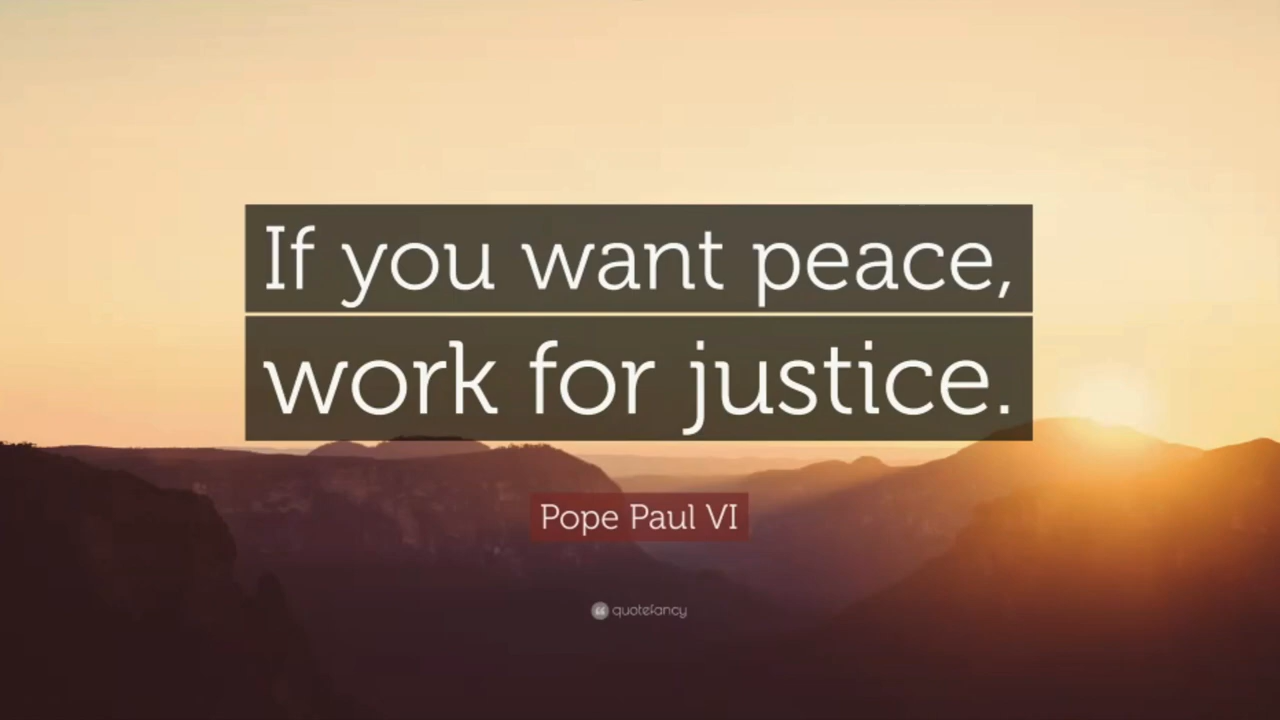 If you want peace,
work for justice.
Pope Paul VI
quotefancy